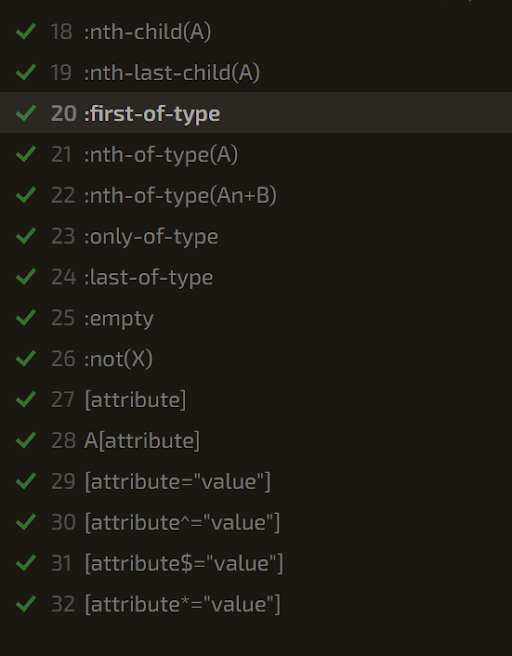 18 :nth-child(A)
19 :nth-last-child(A)
20 :first-of-type
21 :nth-of-type(A)
22 :nth-of-type(An+B)
23 :only-of-type
24 :last-of-type
25 :empty
26 :not(X)
27 [attribute]
28 A[attribute]
29 [attribute="value"]
30 [attribute^="value"]
31 [attribute$="value"]
32 [attribute*="value"]